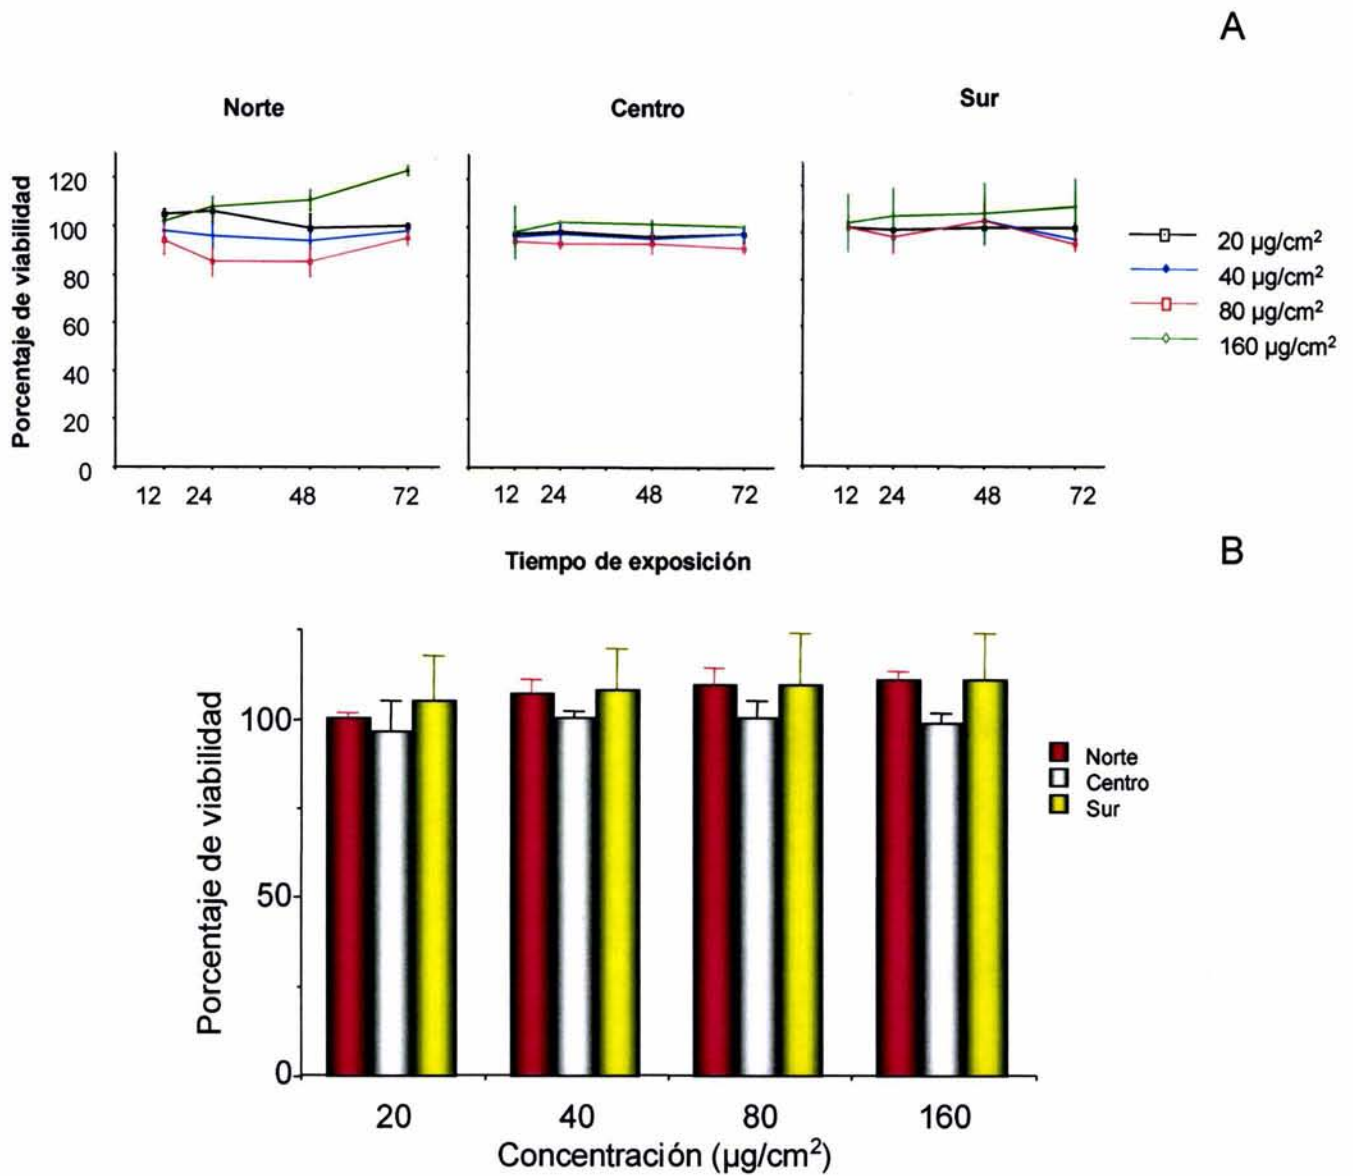 A
Norte
Centro
Sur
Porcentaje de viabilidad
120
100
80
60
40
20
0
12 24 48 72
12 24 48 72
12 24 48 72
20 µg/cm²
40 µg/cm²
80 µg/cm²
160 µg/cm²
Tiempo de exposición
B
Porcentaje de viabilidad
100
50
0
20 40 80 160
Concentración (µg/cm²)
Norte
Centro
Sur